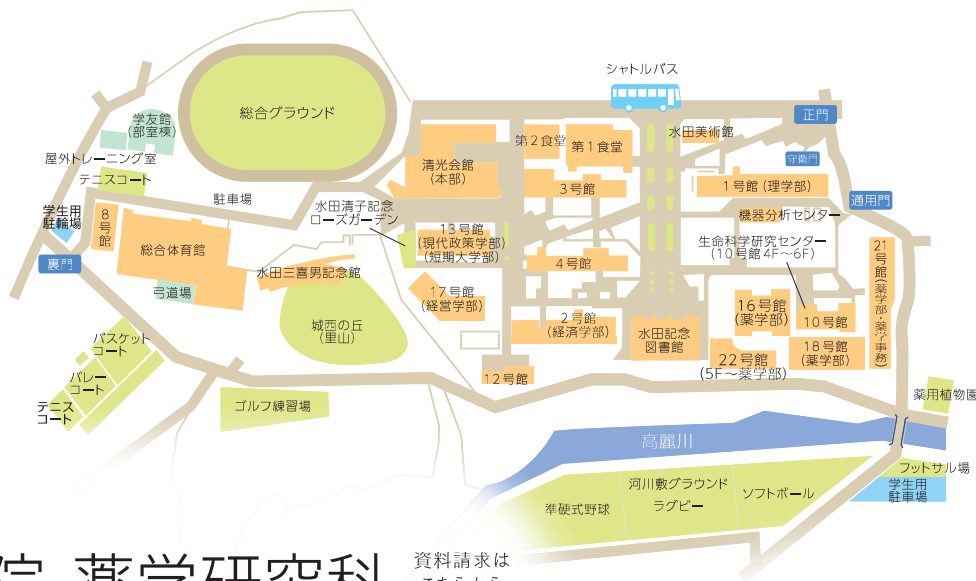 シャトルバス
総合グラウンド
正門
学友館
(部室棟)
第2食堂
第1食堂
水田美術館
守衛門
屋外トレーニング室
清光会館
(本部)
テニスコート
3号館
1号館(理学部)
駐車場
通用門
学生用
駐輪場
8号館
水田清子記念
ローズガーデン
機器分析センター
13号館
(現代政策学部)
(短期大学部)
生命科学研究センター
(10号館4F〜6F)
総合体育館
21号館(薬学部・薬学事務)
裏門
水田三喜男記念館
4号館
弓道場
17号館
(経営学部)
16号館
(薬学部)
城西の丘
(里山)
2号館
(経済学部)
10号館
水田記念
図書館
バスケット
コート
18号館
(薬学部)
22号館
(5F〜薬学部)
バレー
コート
12号館
薬用植物園
テニス
コート
ゴルフ練習場
高麗川
フットサル場
河川敷グラウンド
学生用
駐車場
準硬式野球
ラグビー
ソフトボール
院 薬学研究科
資料請求は
こちらから